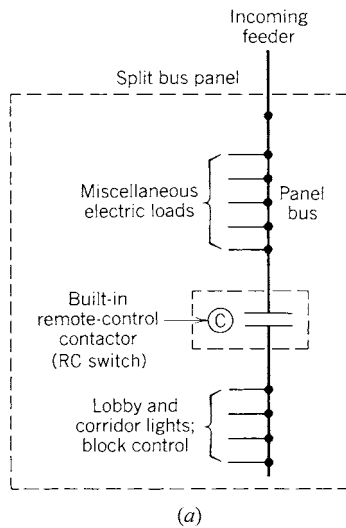 Incoming
feeder
Split bus panel
Miscellaneous
electric loads
Panel
bus
Built-in
remote-control
contactor
(RC switch)
C
Lobby and
corridor lights;
block control
(a)